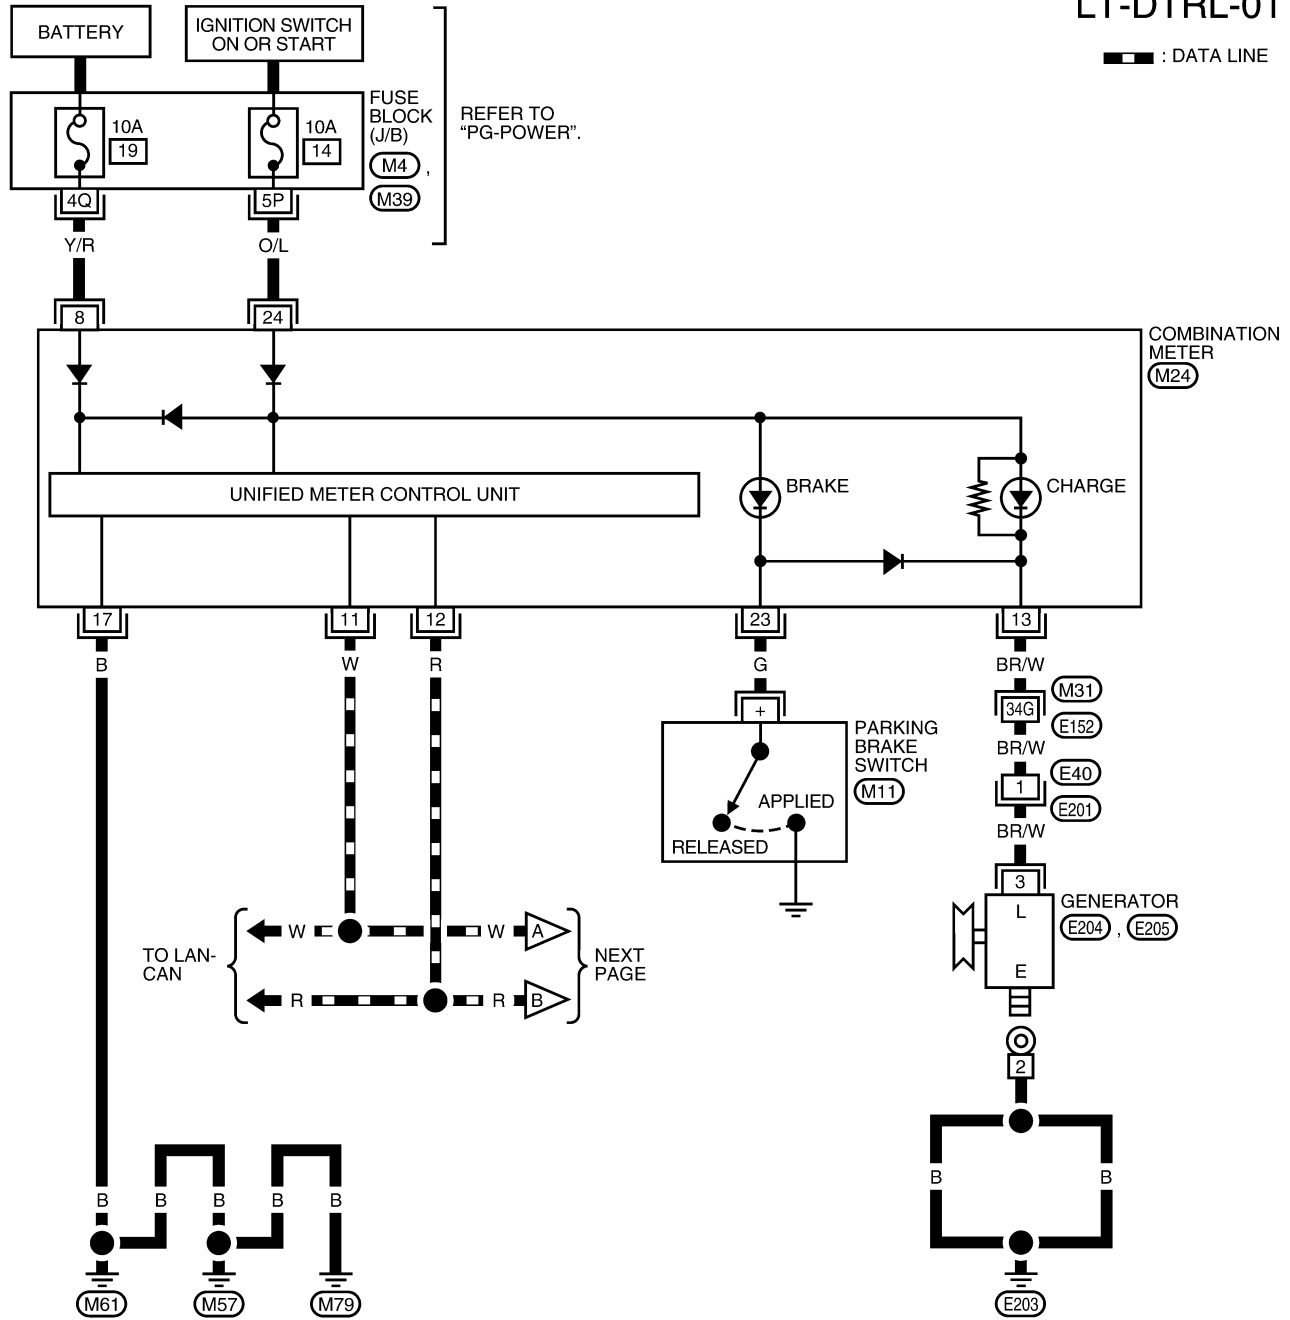 LT-DTRL-01
: DATA LINE
BATTERY
IGNITION SWITCH
ON OR START
FUSE
BLOCK
(J/B)
M4 ,
M39
REFER TO
“PG-POWER”.
10A
19
10A
14
4Q
5P
Y/R
O/L
8
24
COMBINATION
METER
M24
UNIFIED METER CONTROL UNIT
BRAKE
CHARGE
17
11
12
23
13
B
W
R
G
BR/W
M31
34G
E152
BR/W
E40
1
E201
BR/W
+
PARKING
BRAKE
SWITCH
M11
APPLIED
RELEASED
3
L
E
GENERATOR
E204 , E205
TO LAN-
CAN
W
W
A
R
R
B
NEXT
PAGE
2
B
B
B
B
B
B
B
M61
M57
M79
E203